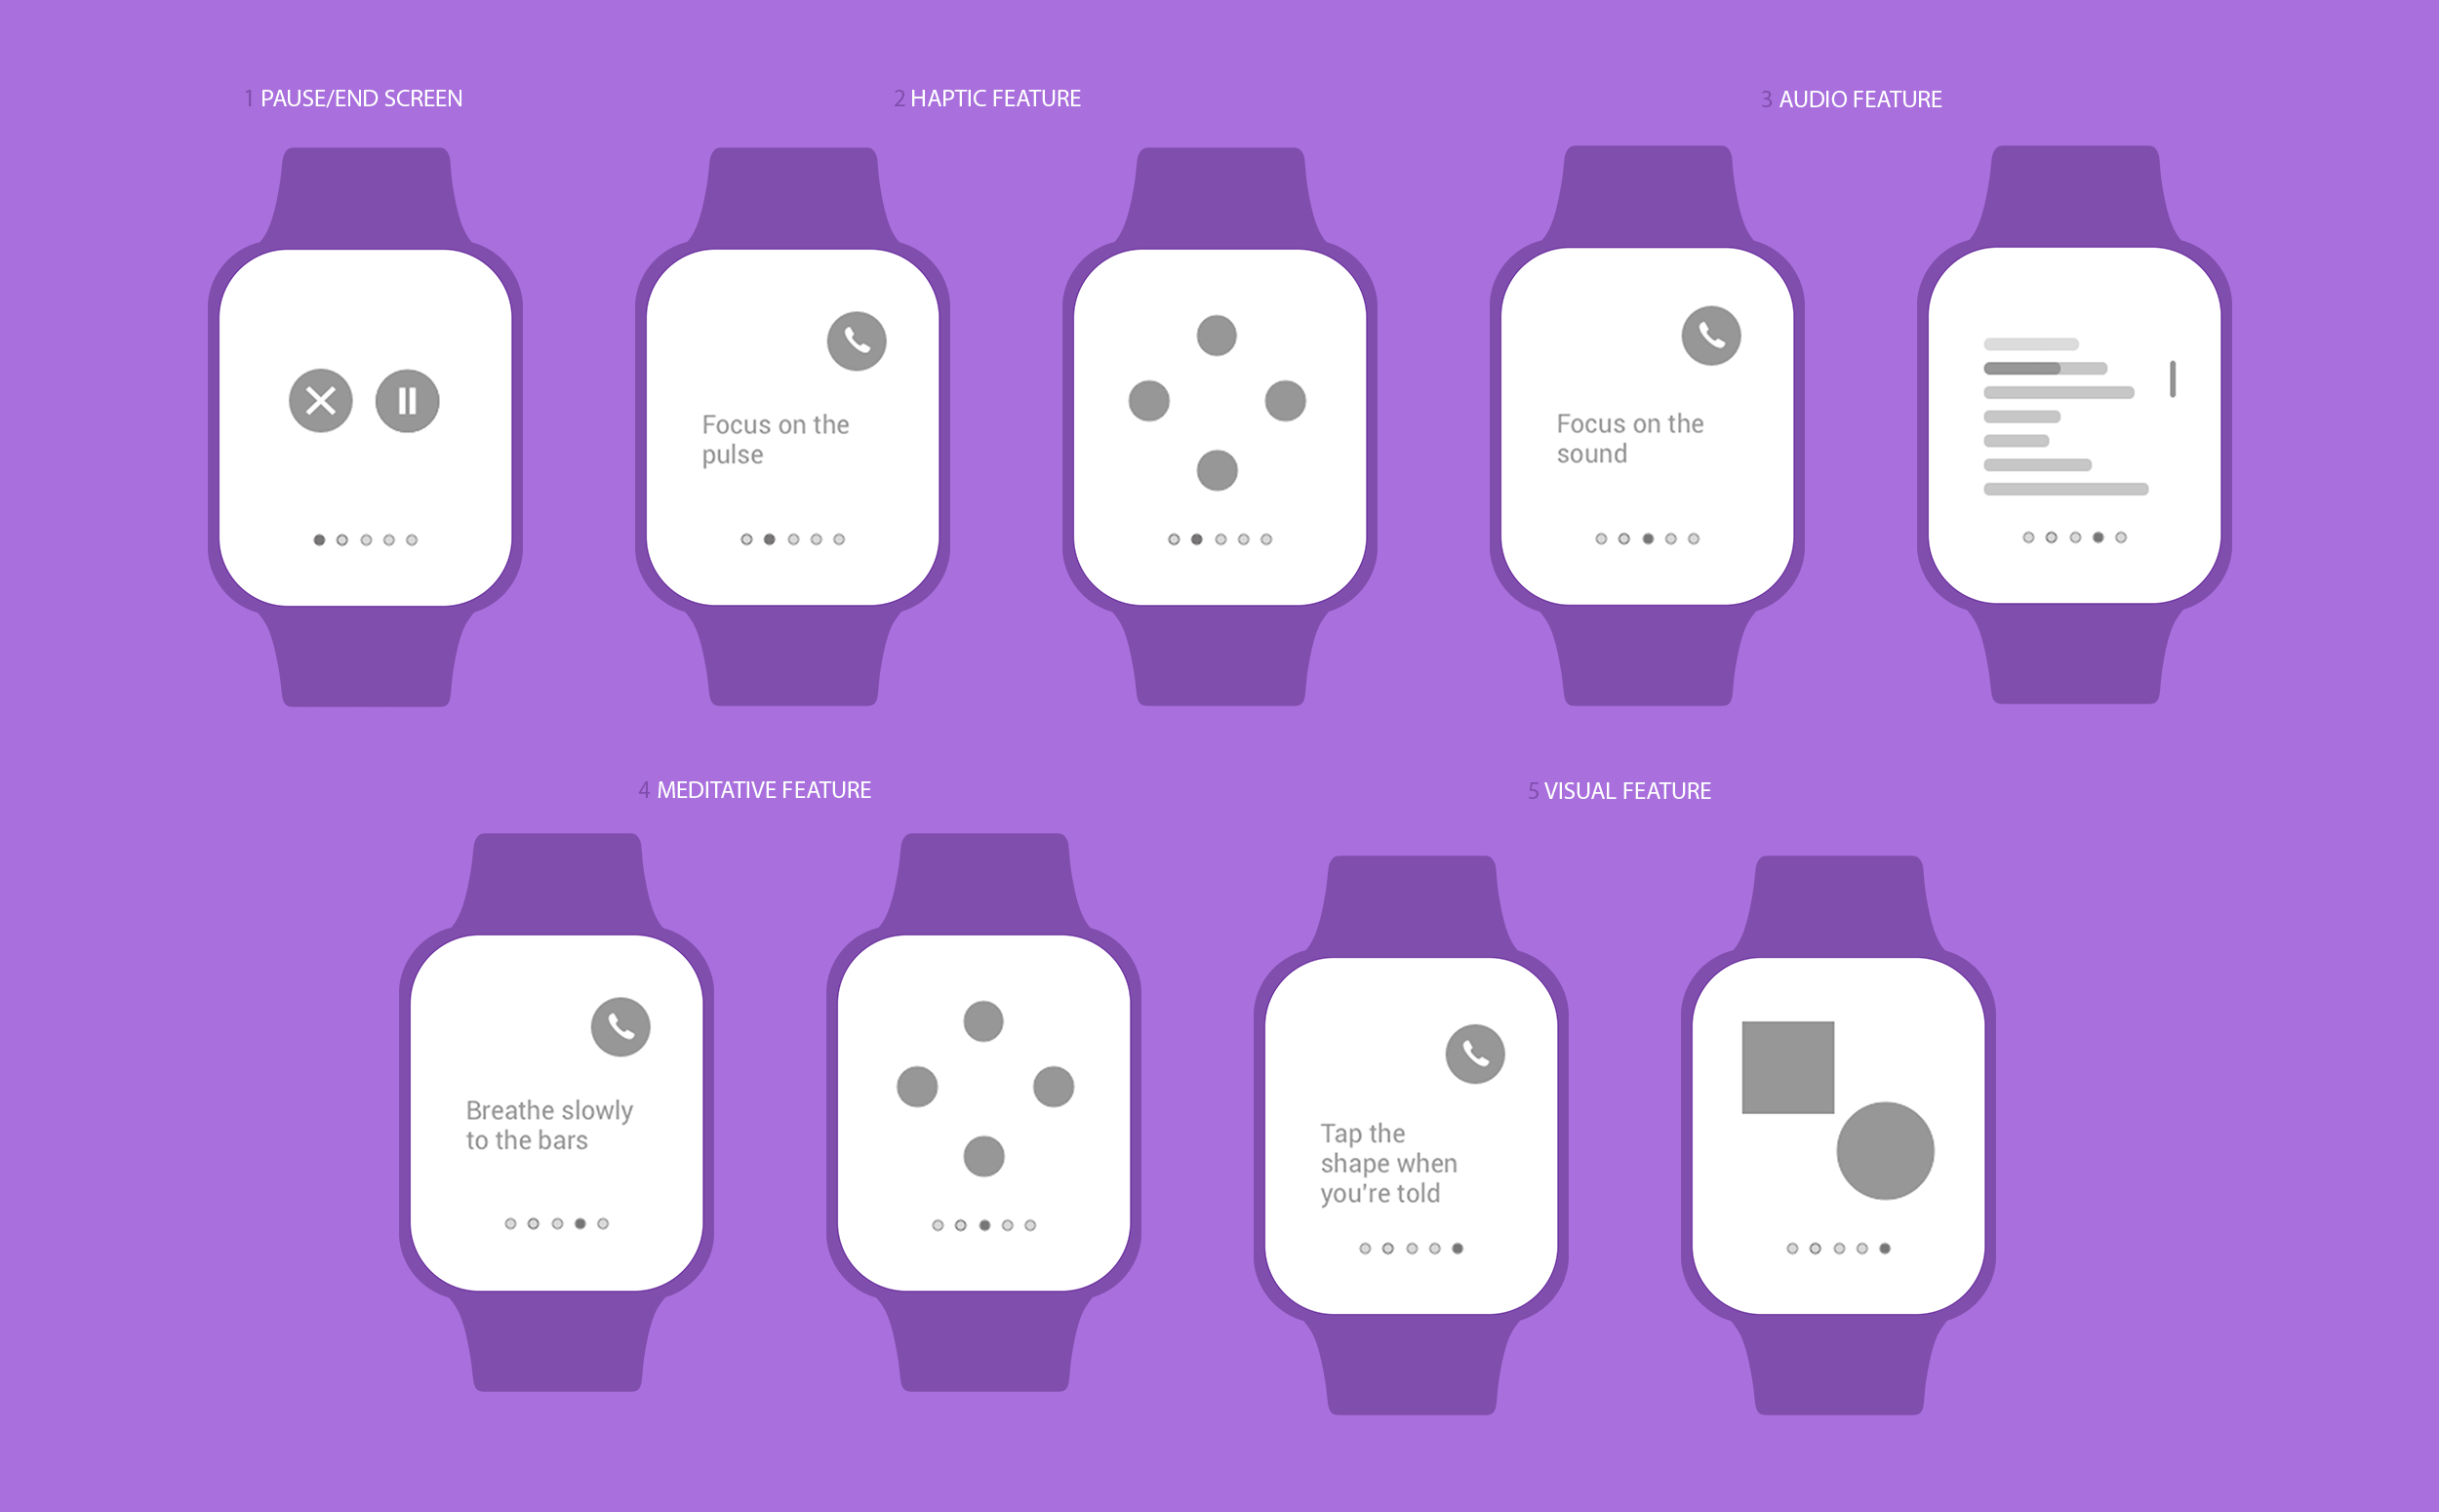 1 PAUSE/END SCREEN
2 HAPTIC FEATURE
3 AUDIO FEATURE
Focus on the
pulse
Focus on the
sound
4 MEDITATIVE FEATURE
5 VISUAL FEATURE
Breathe slowly
to the bars
Tap the
shape when
you're told